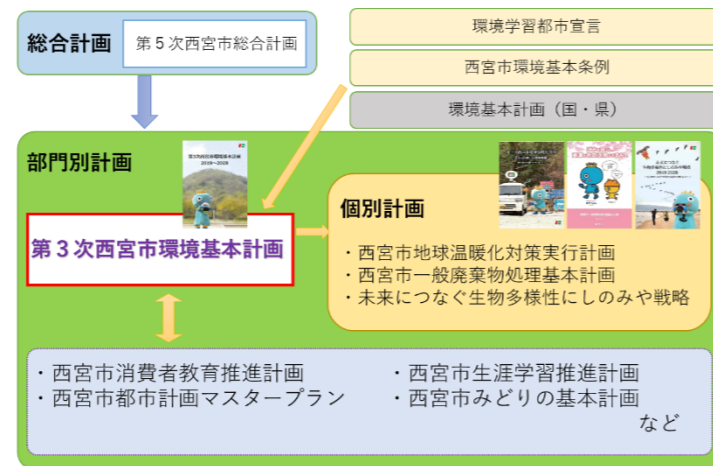 総合計画
第５次西宮市総合計画
環境学習都市宣言
西宮市環境基本条例
環境基本計画（国・県）
部門別計画
第３次西宮市環境基本計画
個別計画
・西宮市地球温暖化対策実行計画
・西宮市一般廃棄物処理基本計画
・未来につなぐ生物多様性にしのみや戦略
・西宮市消費者教育推進計画
・西宮市生涯学習推進計画
・西宮市都市計画マスタープラン
・西宮市みどりの基本計画
など